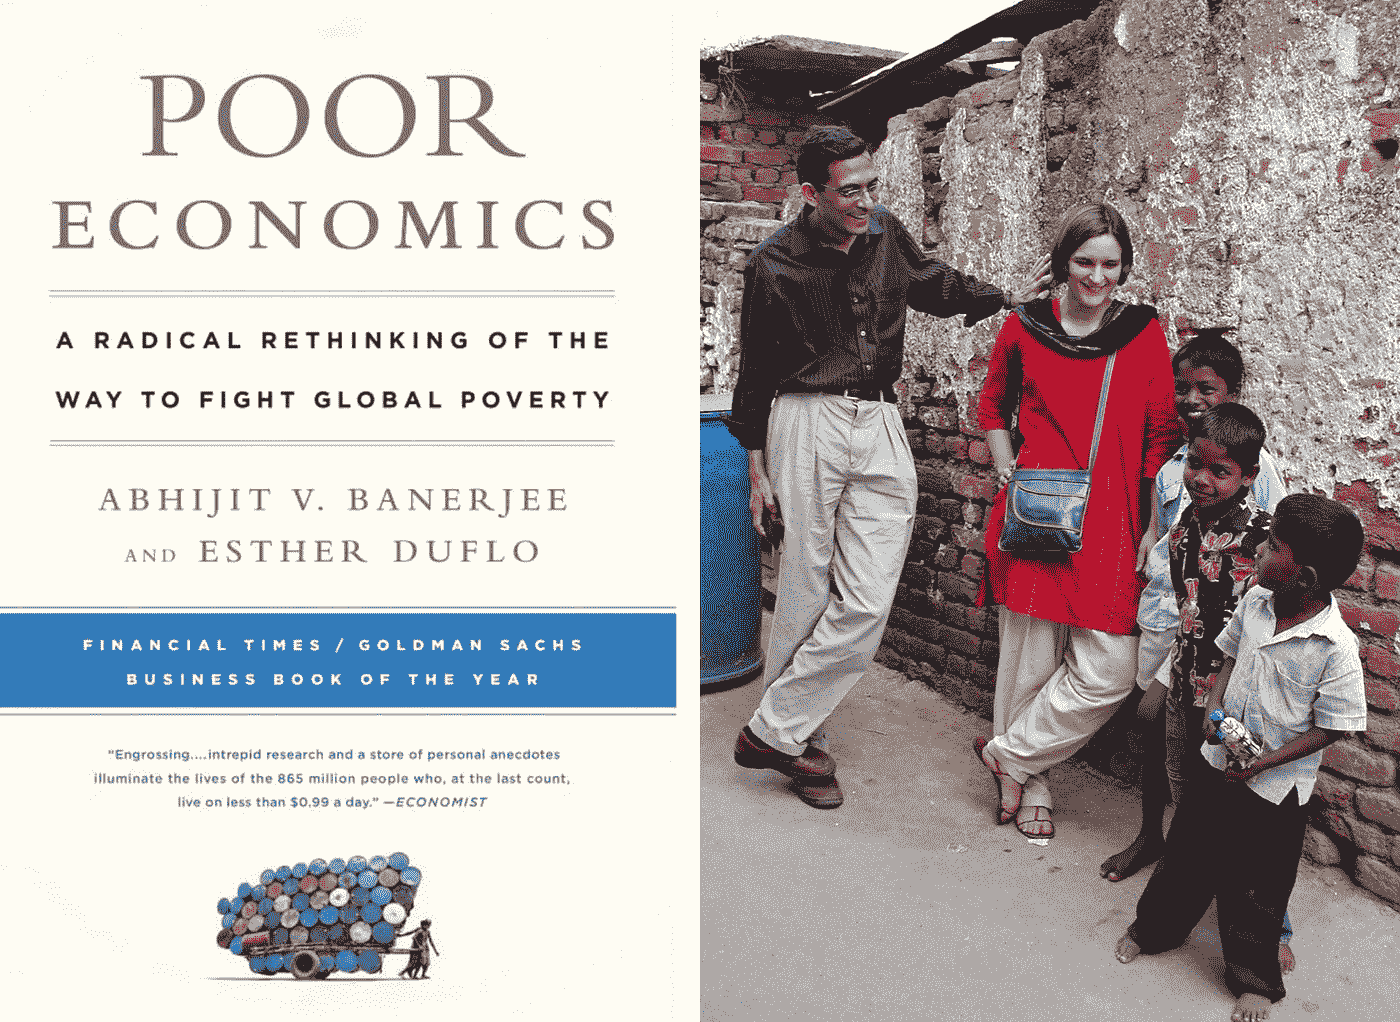 POOR
ECONOMICS
A RADICAL RETHINKING OF THE
WAY TO FIGHT GLOBAL POVERTY
ABHIJIT V. BANERJEE
AND ESTHER DUFLO
FINANCIAL TIMES / GOLDMAN SACHS
BUSINESS BOOK OF THE YEAR
"Engrossing....intrepid research and a store of personal anecdotes
illuminate the lives of the 865 million people who, at the last count,
live on less than $0.99 a day." —ECONOMIST